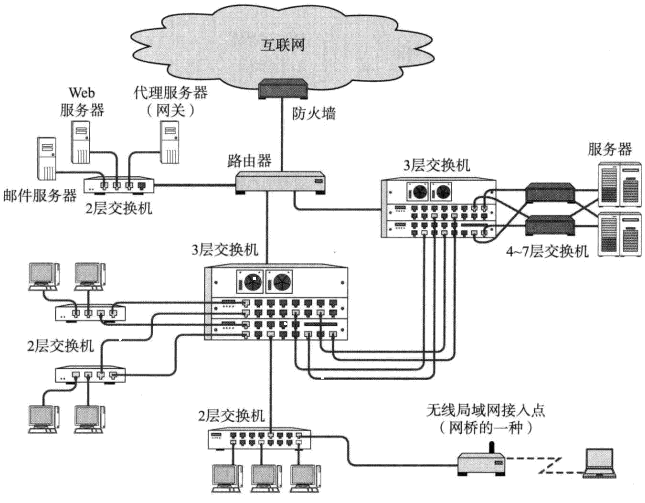 互联网
防火墙
Web
服务器
代理服务器
（网关）
邮件服务器
2层交换机
路由器
3层交换机
服务器
4~7层交换机
3层交换机
2层交换机
2层交换机
无线局域网接入点
（网桥的一种）